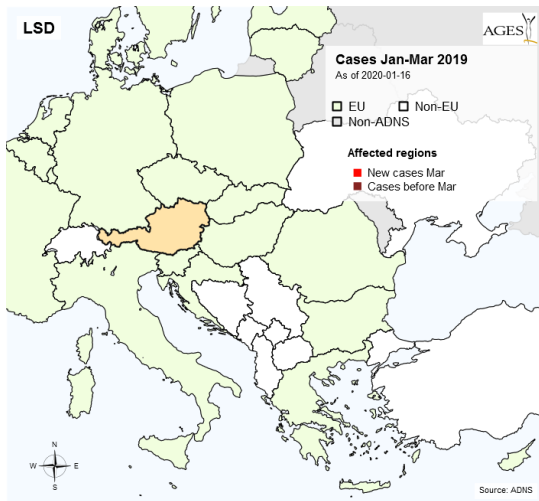 LSD
AGES
Cases Jan-Mar 2019
As of 2020-01-16
EU
Non-EU
Non-ADNS
Affected regions
New cases Mar
Cases before Mar
N
W
E
S
Source: ADNS